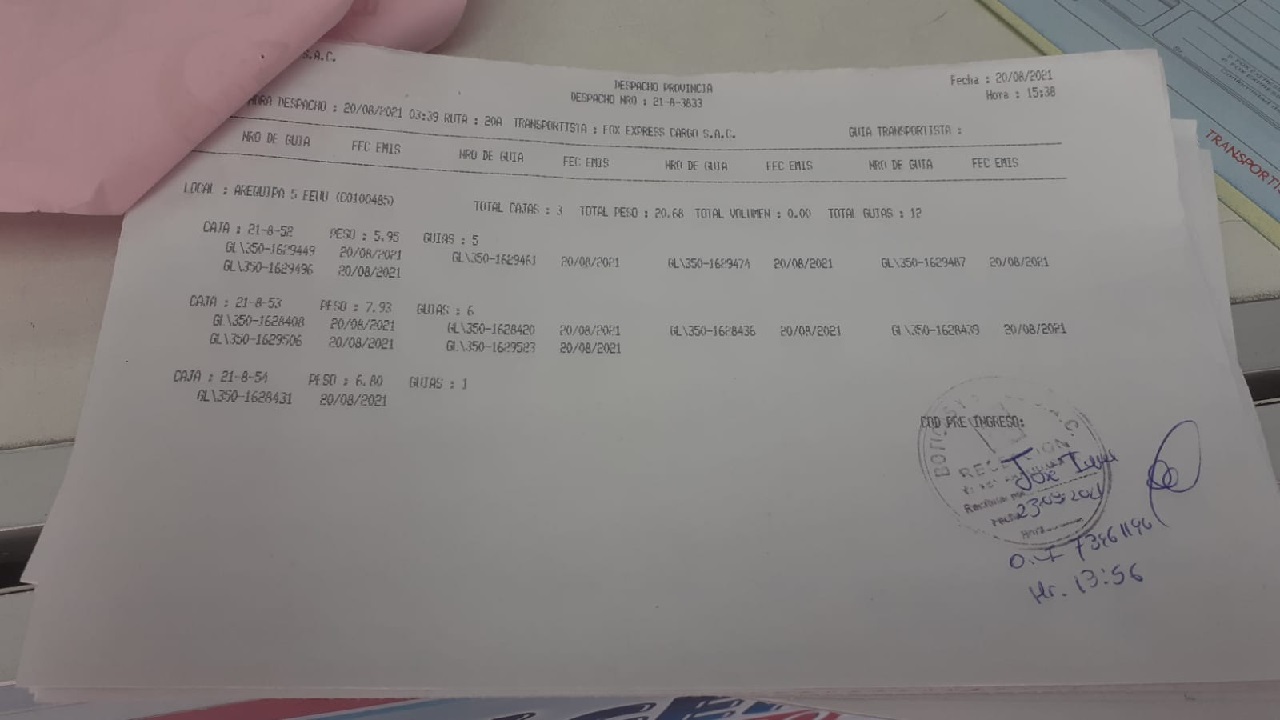 S.A.C.
DESPACHO PROVINCIA
DESPACHO NRO : 21-8-3833
Fecha : 20/08/2021
Hora : 15:38
HORA DESPACHO : 20/08/2021 03:39 RUTA : 20A TRANSPORTISTA : FOX EXPRESS CARGO S.A.C. GUIA TRANSPORTISTA :
NRO DE GUIA FEC EMIS NRO DE GUIA FEC EMIS NRO DE GUIA FEC EMIS NRO DE GUIA FEC EMIS
LOCAL : AREQUIPA 5 FEUU (C0100485) TOTAL CAJAS : 3 TOTAL PESO : 20.68 TOTAL VOLUMEN : 0.00 TOTAL GUIAS : 12
CAJA : 21-8-52 PESO : 5.95 GUIAS : 5
GL\350-1629449 20/08/2021 GL\350-1629461 20/08/2021 GL\350-1629474 20/08/2021 GL\350-1629487 20/08/2021
GL\350-1629496 20/08/2021
CAJA : 21-8-53 PESO : 7.93 GUIAS : 6
GL\350-1628408 20/08/2021 GL\350-1628420 20/08/2021 GL\350-1628436 20/08/2021 GL\350-1628439 20/08/2021
GL\350-1629506 20/08/2021 GL\350-1629523 20/08/2021
CAJA : 21-8-54 PESO : 6.80 GUIAS : 1
GL\350-1628431 20/08/2021
COD PRE INGRESO:
Jose
Hr. 13:56
TRANSPORTI